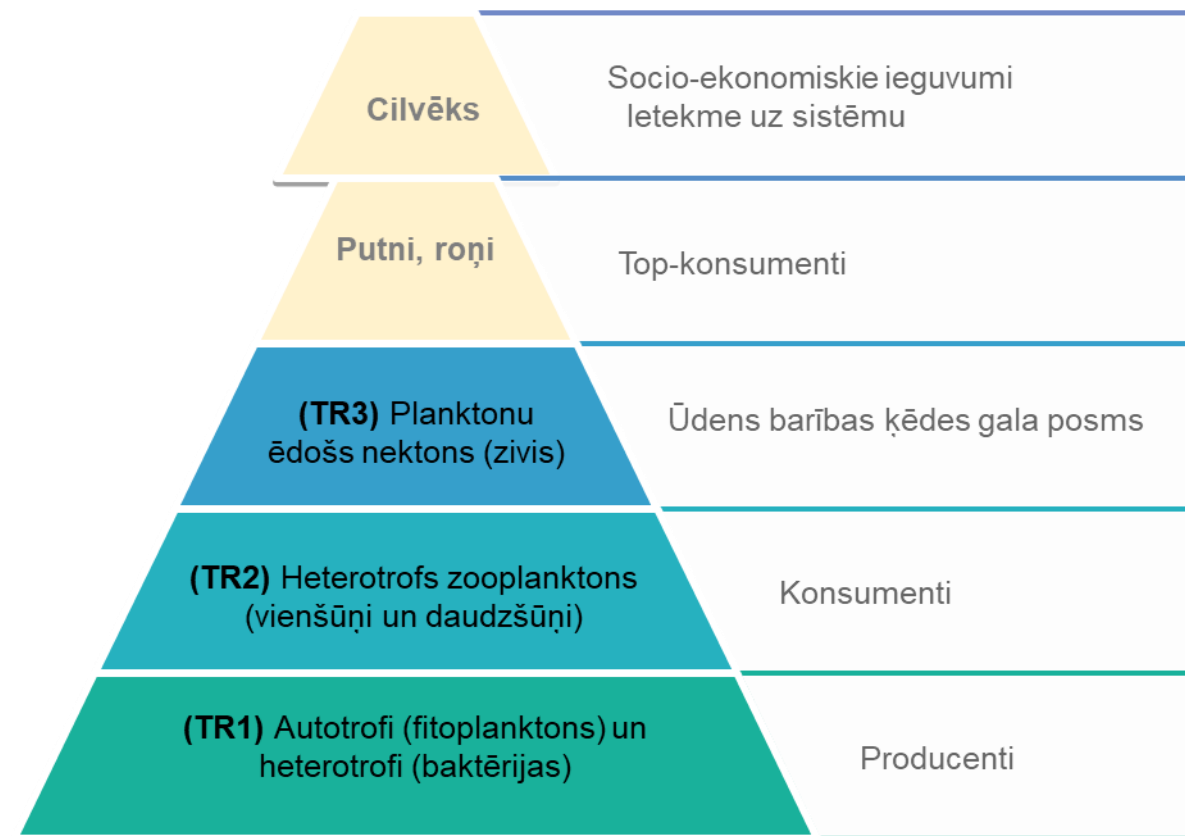 Cilvēks
Socio-ekonomiskie ieguvumi
Ietekme uz sistēmu
Putni, roņi
Top-konsumenti
(TR3) Planktonu
ēdošs nektons (zivis)
Ūdens barības ķēdes gala posms
(TR2) Heterotrofs zooplanktons
(vienšūņi un daudzšūņi)
Konsumenti
(TR1) Autotrofi (fitoplanktons) un
heterotrofi (baktērijas)
Producenti